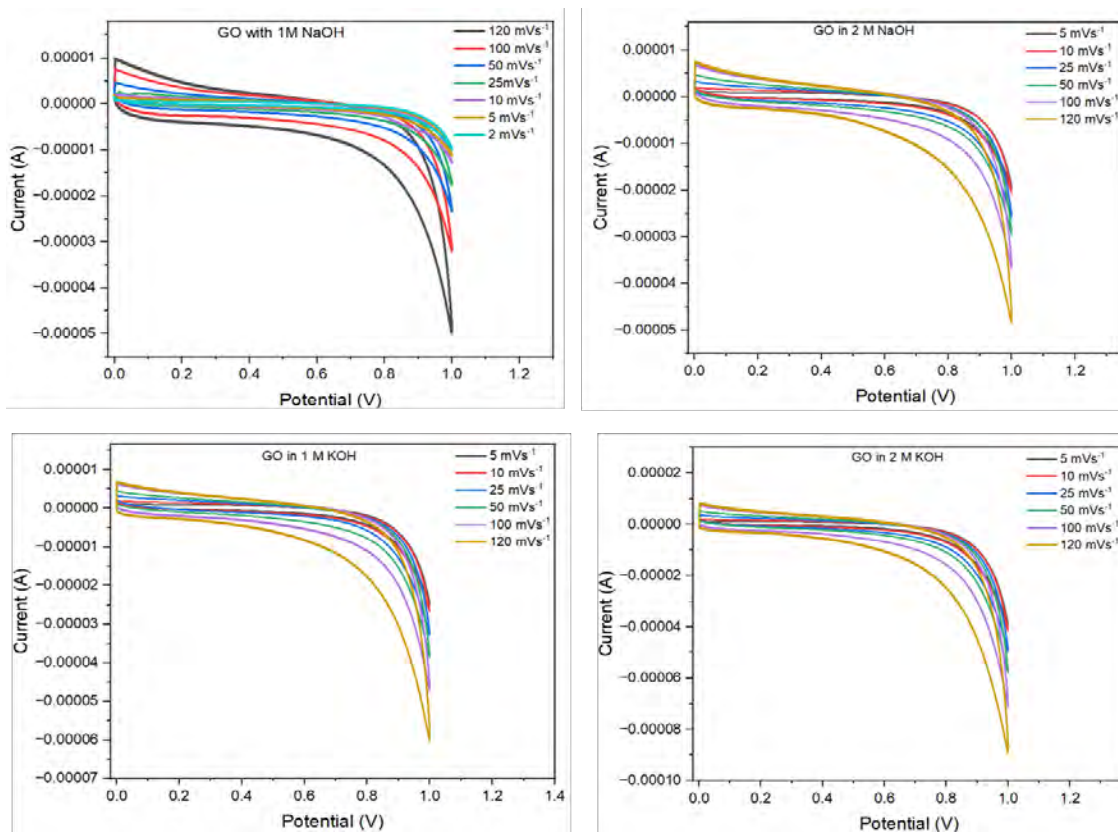 GO with 1M NaOH
120 mVs⁻¹
100 mVs⁻¹
50 mVs⁻¹
25mVs⁻¹
10 mVs⁻¹
5 mVs⁻¹
2 mVs⁻¹
0.00001
0.00000
−0.00001
−0.00002
−0.00003
−0.00004
−0.00005
Current (A)
0.0 0.2 0.4 0.6 0.8 1.0 1.2
Potential (V)
GO in 2 M NaOH
5 mVs⁻¹
10 mVs⁻¹
25 mVs⁻¹
50 mVs⁻¹
100 mVs⁻¹
120 mVs⁻¹
0.00001
0.00000
−0.00001
−0.00002
−0.00003
−0.00004
−0.00005
Current (A)
0.0 0.2 0.4 0.6 0.8 1.0 1.2
Potential (V)
GO in 1 M KOH
5 mVs⁻¹
10 mVs⁻¹
25 mVs⁻¹
50 mVs⁻¹
100 mVs⁻¹
120 mVs⁻¹
0.00001
0.00000
−0.00001
−0.00002
−0.00003
−0.00004
−0.00005
−0.00006
−0.00007
Current (A)
0.0 0.2 0.4 0.6 0.8 1.0 1.2 1.4
Potential (V)
GO in 2 M KOH
5 mVs⁻¹
10 mVs⁻¹
25 mVs⁻¹
50 mVs⁻¹
100 mVs⁻¹
120 mVs⁻¹
0.00002
0.00000
−0.00002
−0.00004
−0.00006
−0.00008
−0.00010
Current (A)
0.0 0.2 0.4 0.6 0.8 1.0 1.2
Potential (V)